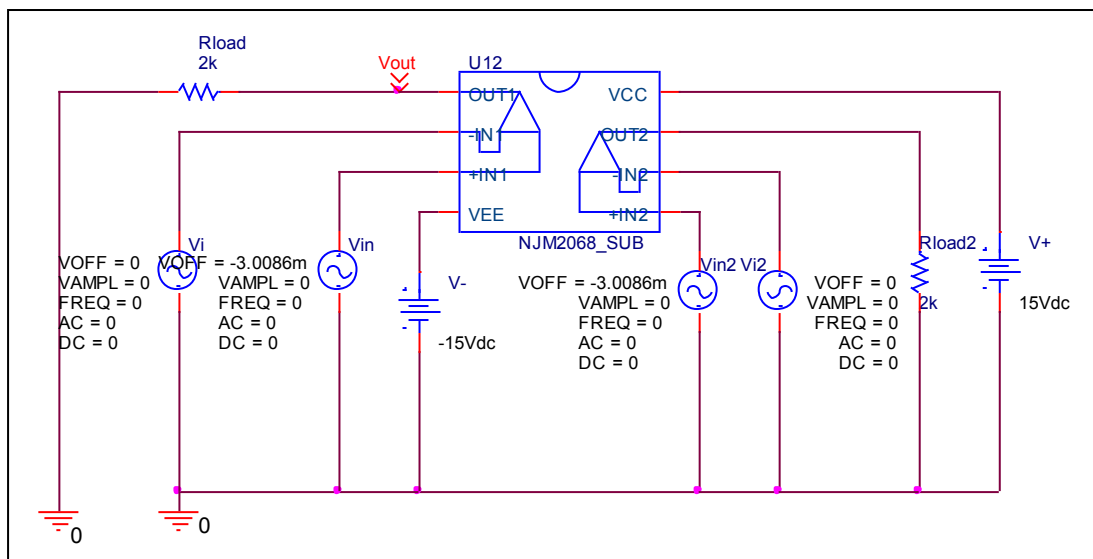 Rload
2k
Vout
U12
OUT1
-IN1
+IN1
VEE
VCC
OUT2
-IN2
+IN2
NJM2068_SUB
Vi
VOFF = 0
VAMPL = 0
FREQ = 0
AC = 0
DC = 0
Vin
VOFF = -3.0086m
VAMPL = 0
FREQ = 0
AC = 0
DC = 0
V-
-15Vdc
Vin2
VOFF = -3.0086m
VAMPL = 0
FREQ = 0
AC = 0
DC = 0
Vi2
VOFF = 0
VAMPL = 0
FREQ = 0
AC = 0
DC = 0
Rload2
2k
V+
15Vdc
0
0